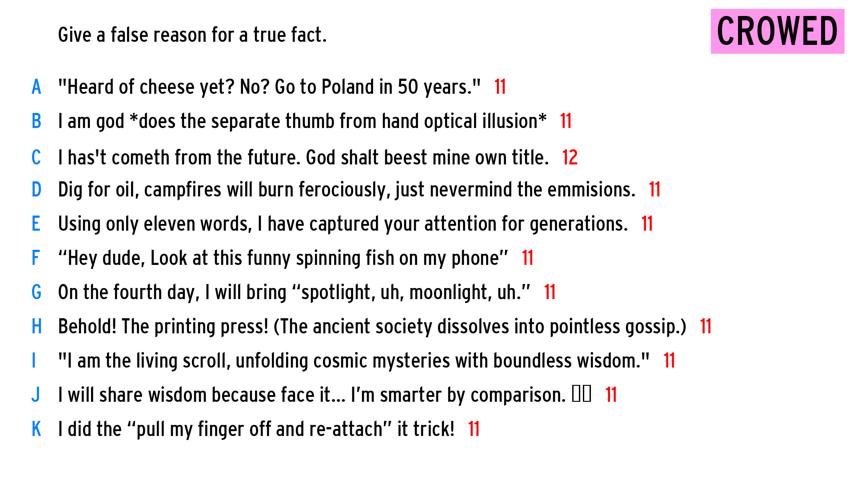 Give a false reason for a true fact.
CROWED
A "Heard of cheese yet? No? Go to Poland in 50 years." 11
B I am god *does the separate thumb from hand optical illusion* 11
C I has't cometh from the future. God shalt beest mine own title. 12
D Dig for oil, campfires will burn ferociously, just nevermind the emmisions. 11
E Using only eleven words, I have captured your attention for generations. 11
F “Hey dude, Look at this funny spinning fish on my phone” 11
G On the fourth day, I will bring “spotlight, uh, moonlight, uh.” 11
H Behold! The printing press! (The ancient society dissolves into pointless gossip.) 11
I "I am the living scroll, unfolding cosmic mysteries with boundless wisdom." 11
J I will share wisdom because face it... I’m smarter by comparison. 11
K I did the “pull my finger off and re-attach” it trick! 11